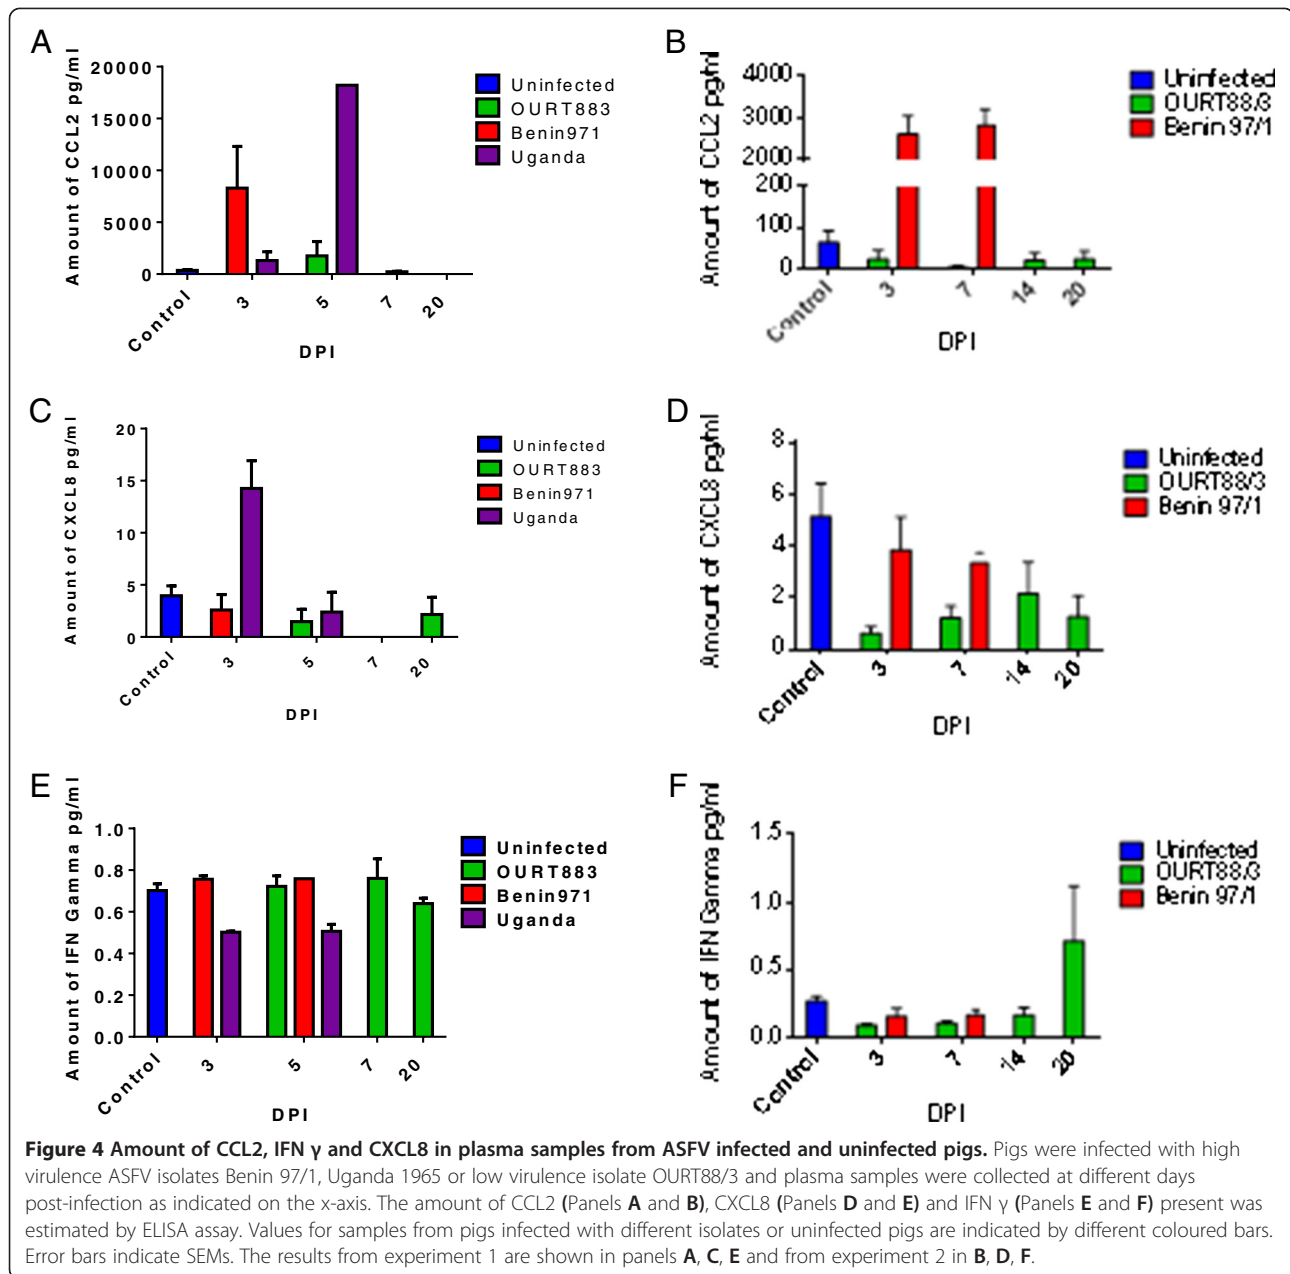 A
Amount of CCL2 pg/ml
20000
15000
10000
5000
0
Control
3
5
7
20
DPI
Uninfected
OURT883
Benin971
Uganda
B
Amount of CCL2 pg/ml
4000
3000
2000
200
100
0
Control
3
7
14
20
DPI
Uninfected
OURT88/3
Benin 97/1
C
Amount of CXCL8 pg/ml
20
15
10
5
0
Control
3
5
7
20
DPI
Uninfected
OURT883
Benin971
Uganda
D
Amount of CXCL8 pg/ml
8
6
4
2
0
Control
3
7
14
20
DPI
Uninfected
OURT88/3
Benin 97/1
E
Amount of IFN Gamma pg/ml
1.0
0.8
0.6
0.4
0.2
0.0
Control
3
5
7
20
DPI
Uninfected
OURT883
Benin971
Uganda
F
Amount of IFN Gamma pg/ml
1.5
1.0
0.5
0.0
Control
3
7
14
20
DPI
Uninfected
OURT88/3
Benin 97/1
Figure 4 Amount of CCL2, IFN γ and CXCL8 in plasma samples from ASFV infected and uninfected pigs. Pigs were infected with high
virulence ASFV isolates Benin 97/1, Uganda 1965 or low virulence isolate OURT88/3 and plasma samples were collected at different days
post-infection as indicated on the x-axis. The amount of CCL2 (Panels A and B), CXCL8 (Panels D and E) and IFN γ (Panels E and F) present was
estimated by ELISA assay. Values for samples from pigs infected with different isolates or uninfected pigs are indicated by different coloured bars.
Error bars indicate SEMs. The results from experiment 1 are shown in panels A, C, E and from experiment 2 in B, D, F.